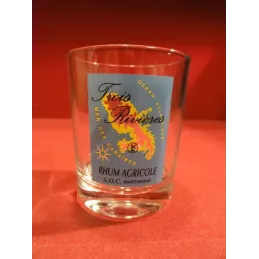 Trois
Rivières
RHUM AGRICOLE
A.O.C. MARTINIQUE